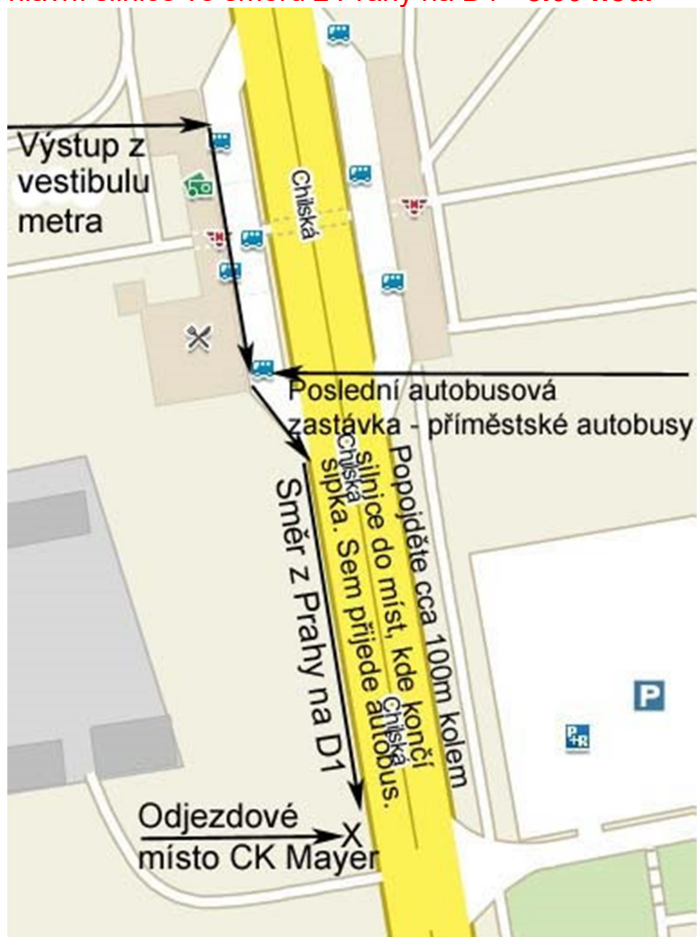 Výstup z
vestibulu
metra
Chilská
Poslední autobusová
zastávka - příměstské autobusy
Chilská
Popojděte cca 100m kolem
silnice do míst, kde končí
šipka. Sem přijede autobus.
Směr z Prahy na D1
Chilská
P
P+R
Odjezdové
místo CK Mayer
X